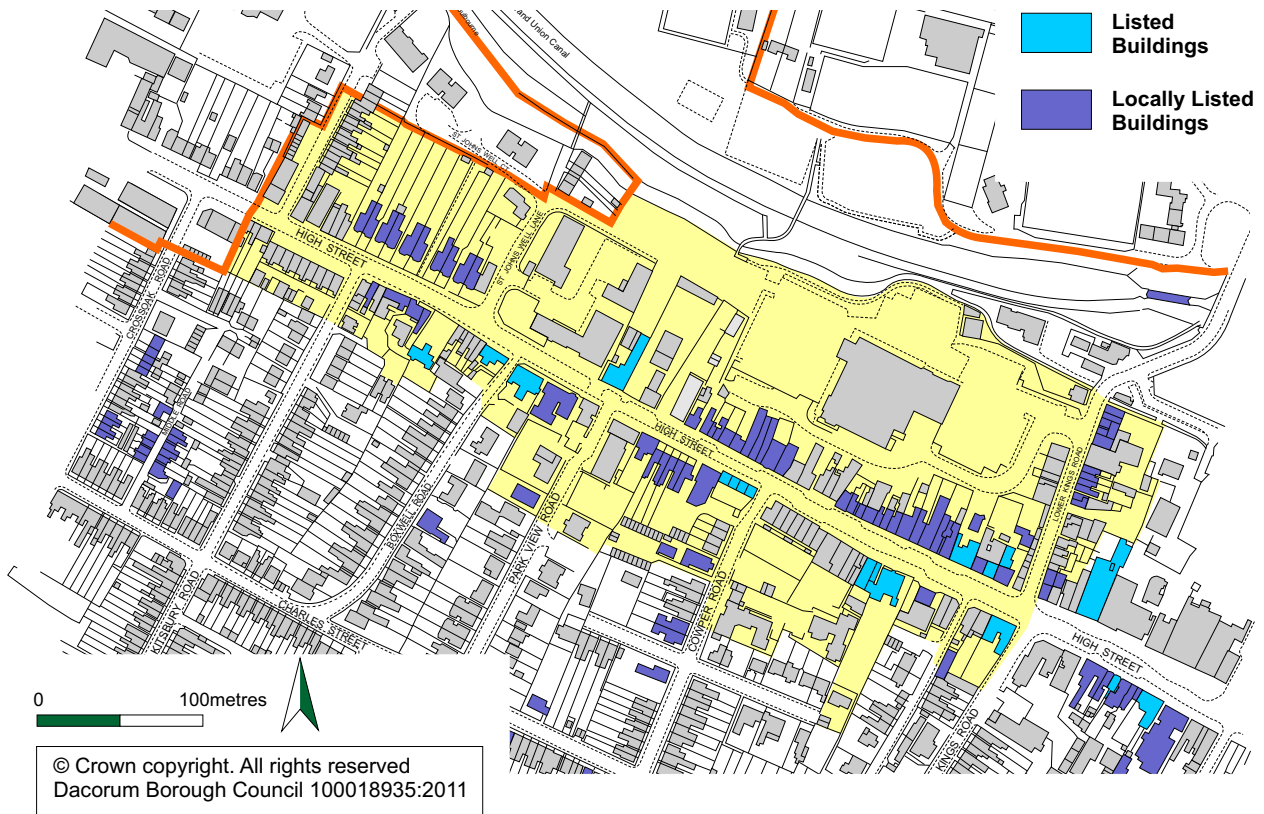 Listed
Buildings
Locally Listed
Buildings
and Union Canal
ST JOHNS WELL
ST JOHNS WELL LANE
HIGH STREET
CROSSOAK ROAD
ROAD
HIGH STREET
LOWER KINGS ROAD
BOXWELL ROAD
PARK VIEW ROAD
COWPER ROAD
CHARLES STREET
KITSBURY ROAD
HIGH STREET
KINGS ROAD
0 100metres
© Crown copyright. All rights reserved
Dacorum Borough Council 100018935:2011